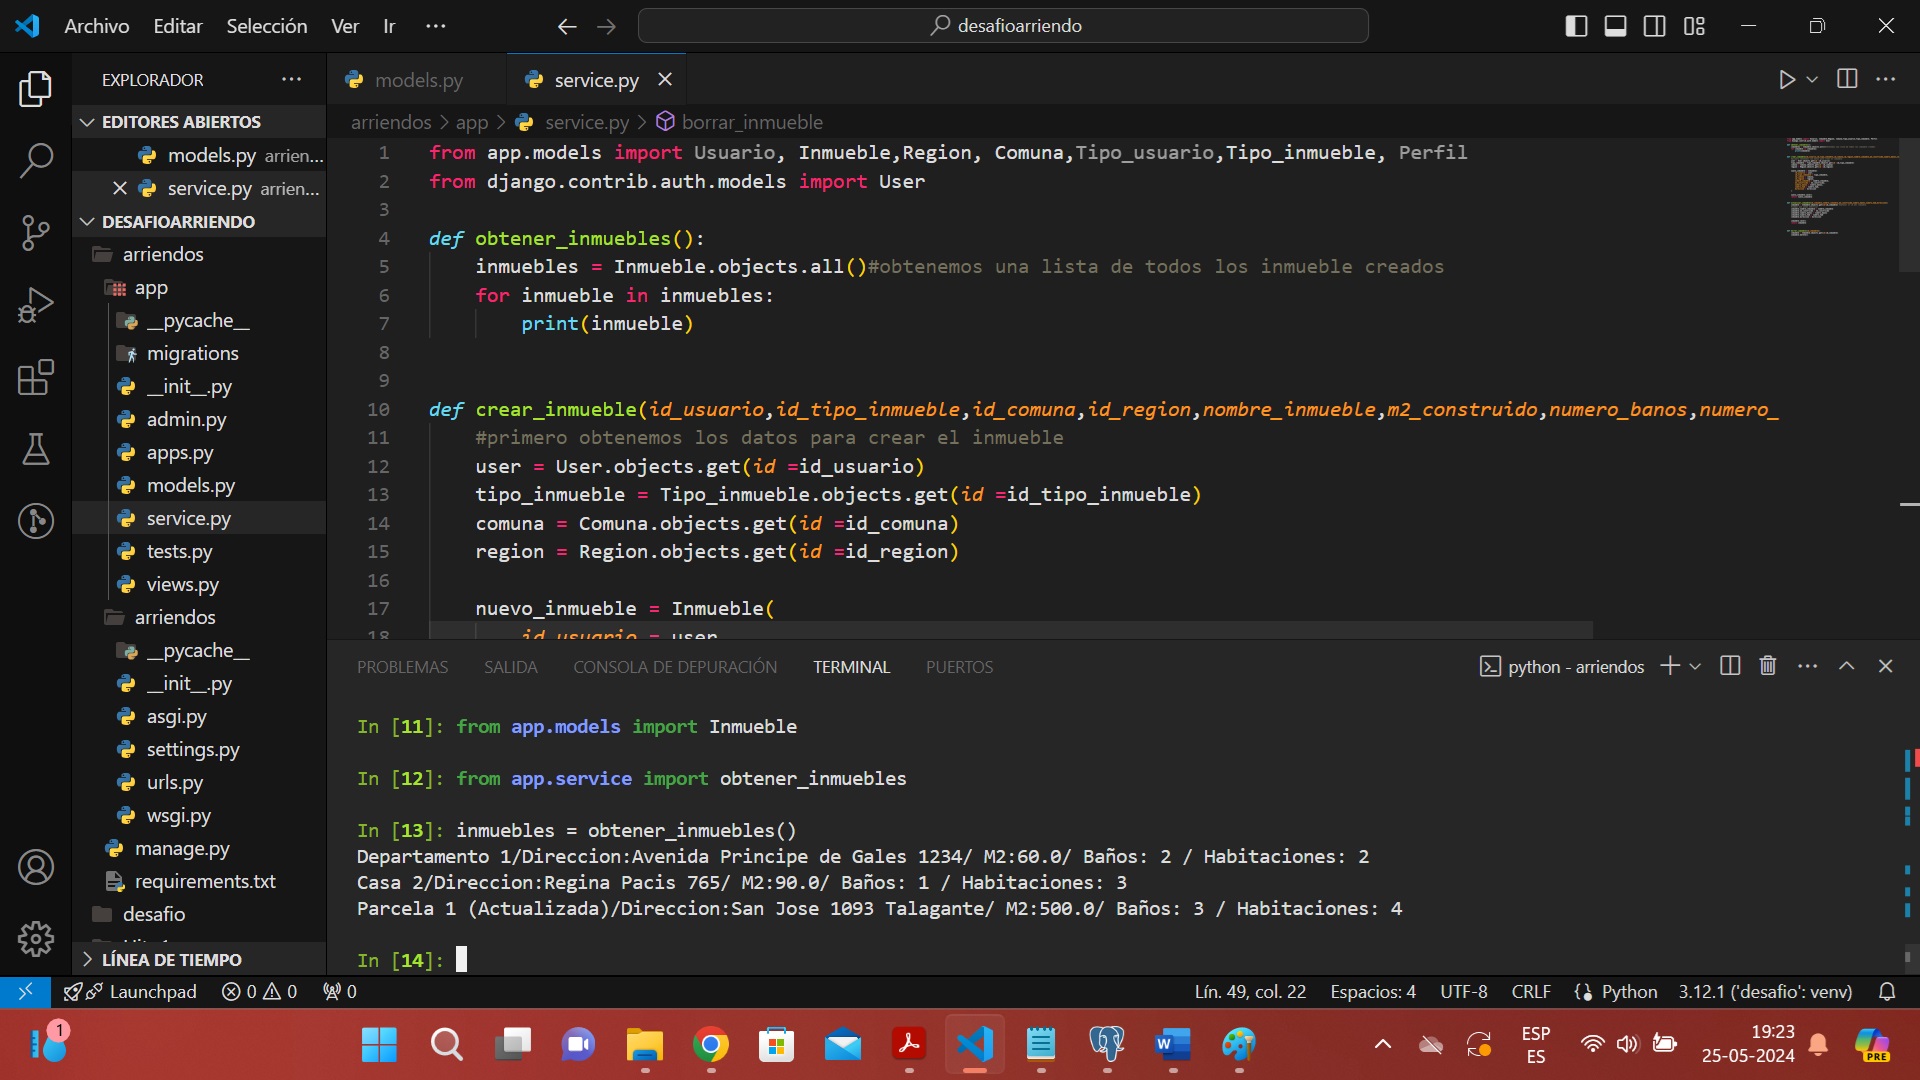 Archivo Editar Selección Ver Ir ··· desafioarriendo
EXPLORADOR ···
EDITORES ABIERTOS
models.py arrien...
service.py arrien...
DESAFIOARRIENDO
arriendos
app
__pycache__
migrations
__init__.py
admin.py
apps.py
models.py
service.py
tests.py
views.py
arriendos
__pycache__
__init__.py
asgi.py
settings.py
urls.py
wsgi.py
manage.py
requirements.txt
desafio
LÍNEA DE TIEMPO
models.py service.py
arriendos > app > service.py > borrar_inmueble
1 from app.models import Usuario, Inmueble,Region, Comuna,Tipo_usuario,Tipo_inmueble, Perfil
2 from django.contrib.auth.models import User
3
4 def obtener_inmuebles():
5 inmuebles = Inmueble.objects.all()#obtenemos una lista de todos los inmueble creados
6 for inmueble in inmuebles:
7 print(inmueble)
8
9
10 def crear_inmueble(id_usuario,id_tipo_inmueble,id_comuna,id_region,nombre_inmueble,m2_construido,numero_banos,numero_
11 #primero obtenemos los datos para crear el inmueble
12 user = User.objects.get(id =id_usuario)
13 tipo_inmueble = Tipo_inmueble.objects.get(id =id_tipo_inmueble)
14 comuna = Comuna.objects.get(id =id_comuna)
15 region = Region.objects.get(id =id_region)
16
17 nuevo_inmueble = Inmueble(
18 id_usuario = user
PROBLEMAS SALIDA CONSOLA DE DEPURACIÓN TERMINAL PUERTOS python - arriendos
In [11]: from app.models import Inmueble
In [12]: from app.service import obtener_inmuebles
In [13]: inmuebles = obtener_inmuebles()
Departamento 1/Direccion:Avenida Principe de Gales 1234/ M2:60.0/ Baños: 2 / Habitaciones: 2
Casa 2/Direccion:Regina Pacis 765/ M2:90.0/ Baños: 1 / Habitaciones: 3
Parcela 1 (Actualizada)/Direccion:San Jose 1093 Talagante/ M2:500.0/ Baños: 3 / Habitaciones: 4
In [14]:
Launchpad 0 0 0 Lín. 49, col. 22 Espacios: 4 UTF-8 CRLF Python 3.12.1 ('desafio': venv)
1 W ESP ES 19:23 25-05-2024 PRE